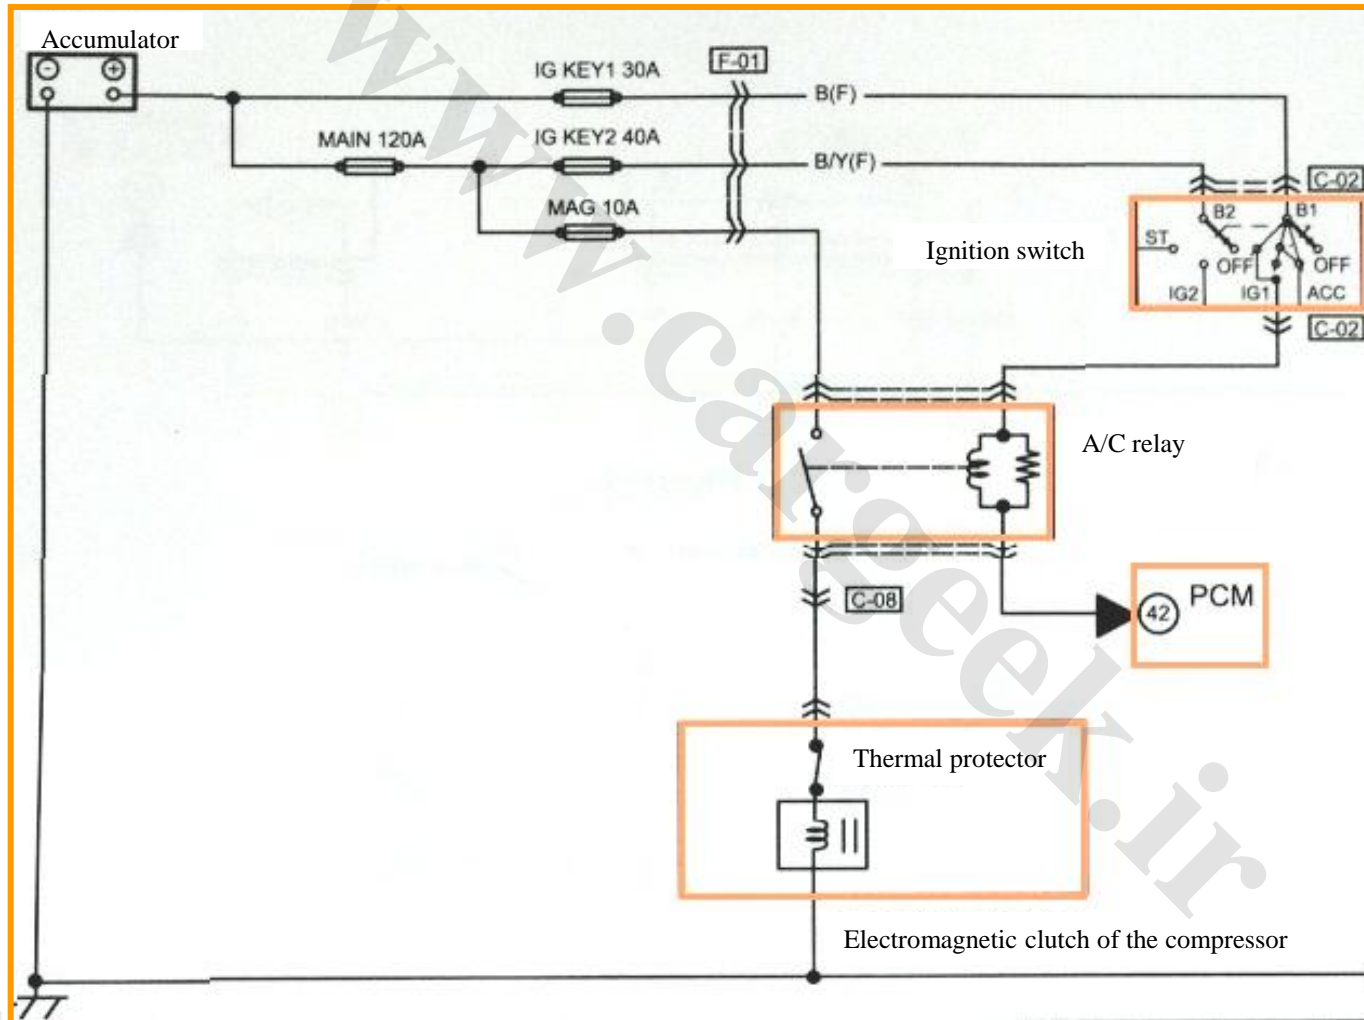 Accumulator
- +
IG KEY1 30A
F-01
B(F)
MAIN 120A
IG KEY2 40A
B/Y(F)
C-02
MAG 10A
B2 B1
ST
OFF OFF
IG2 IG1 ACC
Ignition switch
C-02
A/C relay
C-08
42 PCM
Thermal protector
Electromagnetic clutch of the compressor
www.cargeek.ir